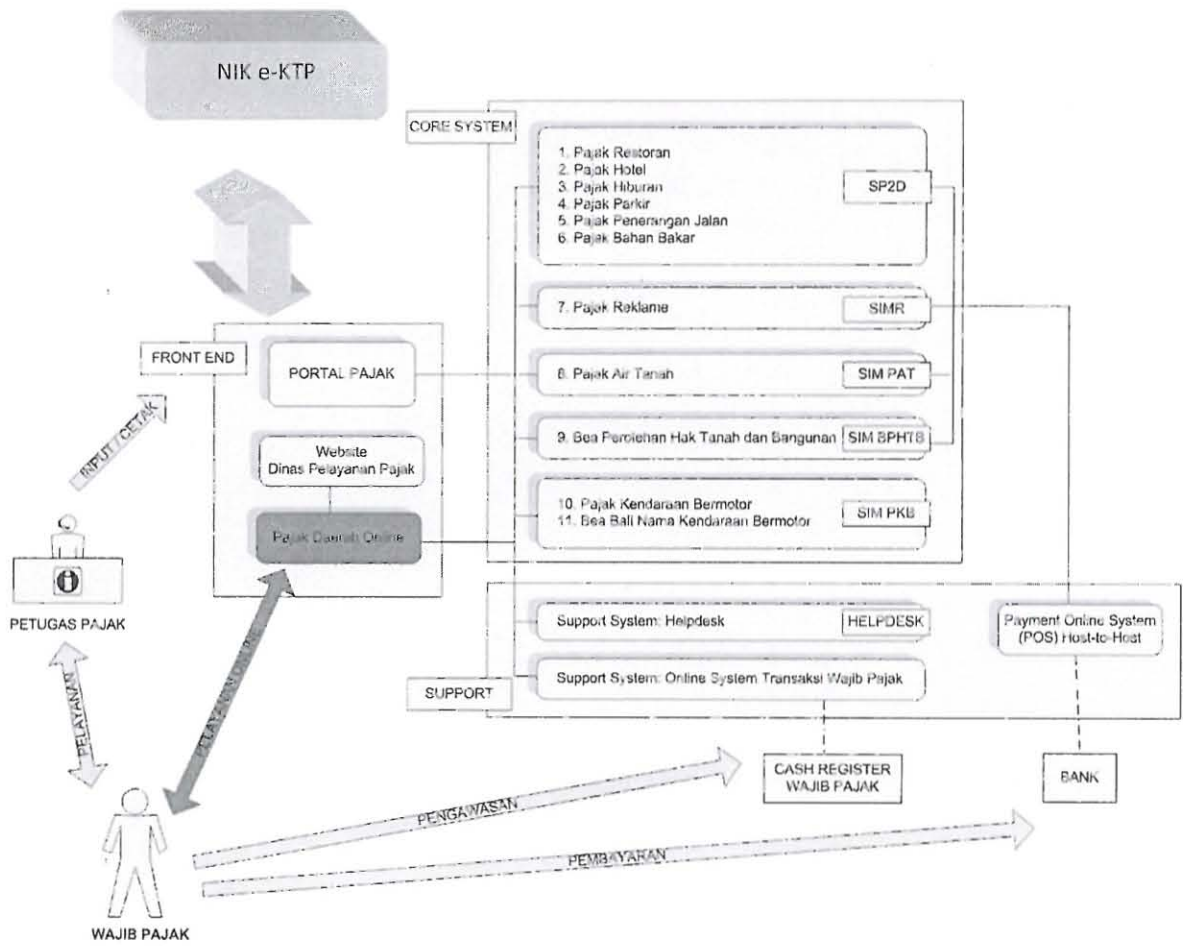 NIK e-KTP
CORE SYSTEM
1. Pajak Restoran
2. Pajak Hotel
3. Pajak Hiburan
4. Pajak Parkir
5. Pajak Penerangan Jalan
6. Pajak Bahan Bakar
SP2D
7. Pajak Reklame
SIMR
FRONT END
PORTAL PAJAK
8. Pajak Air Tanah
SIM PAT
INPUT / CETAK
Website
Dinas Pelayanan Pajak
9. Bea Perolehan Hak Tanah dan Bangunan
SIM BPHTB
Pajak Daerah Online
10. Pajak Kendaraan Bermotor
11. Bea Bali Nama Kendaraan Bermotor
SIM PKB
PETUGAS PAJAK
Support System: Helpdesk
HELPDESK
Payment Online System
(POS) Host-to-Host
PELAYANAN
PELAYANAN ONLINE
SUPPORT
Support System: Online System Transaksi Wajib Pajak
CASH REGISTER
WAJIB PAJAK
BANK
PENGAWASAN
PEMBAYARAN
WAJIB PAJAK